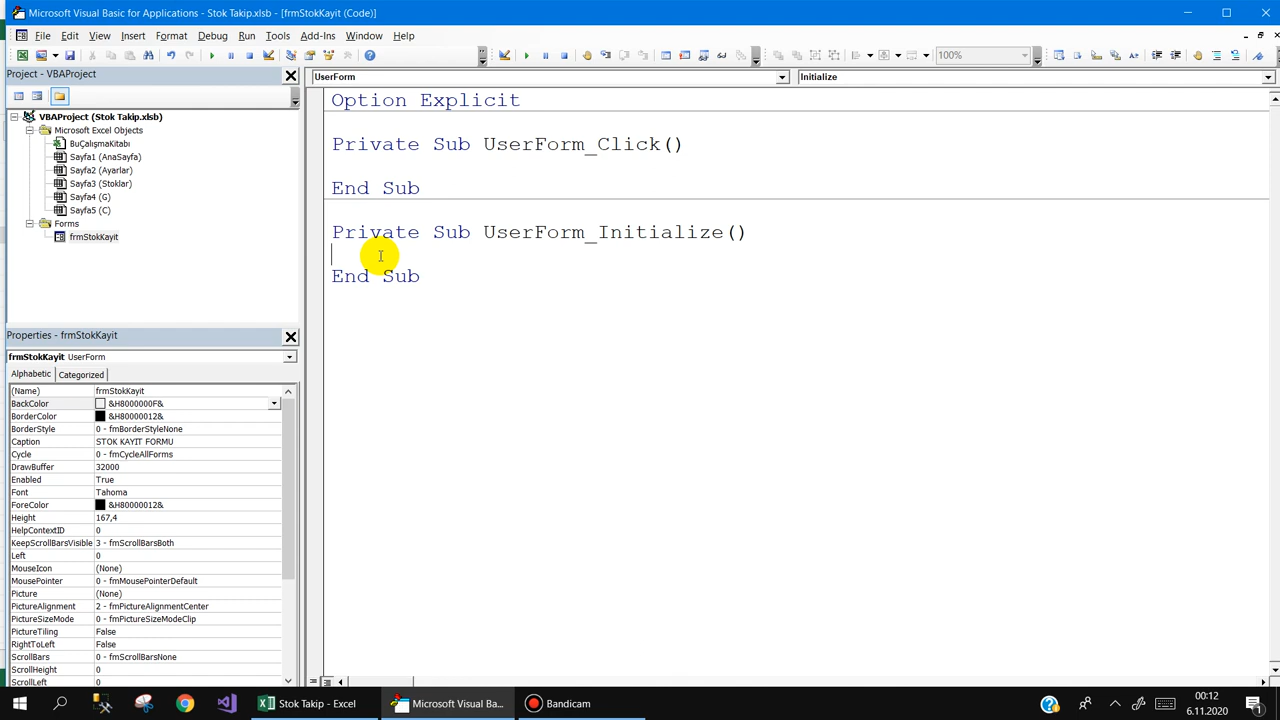 Microsoft Visual Basic for Applications - Stok Takip.xlsb - [frmStokKayit (Code)]
File Edit View Insert Format Debug Run Tools Add-Ins Window Help
100%
Project - VBAProject
VBAProject (Stok Takip.xlsb)
Microsoft Excel Objects
BuÇalışmaKitabı
Sayfa1 (AnaSayfa)
Sayfa2 (Ayarlar)
Sayfa3 (Stoklar)
Sayfa4 (G)
Sayfa5 (C)
Forms
frmStokKayit
Properties - frmStokKayit
frmStokKayit UserForm
Alphabetic Categorized
(Name) frmStokKayit
BackColor &H8000000F&
BorderColor &H80000012&
BorderStyle 0 - fmBorderStyleNone
Caption STOK KAYIT FORMU
Cycle 0 - fmCycleAllForms
DrawBuffer 32000
Enabled True
Font Tahoma
ForeColor &H80000012&
Height 167,4
HelpContextID 0
KeepScrollBarsVisible 3 - fmScrollBarsBoth
Left 0
MouseIcon (None)
MousePointer 0 - fmMousePointerDefault
Picture (None)
PictureAlignment 2 - fmPictureAlignmentCenter
PictureSizeMode 0 - fmPictureSizeModeClip
PictureTiling False
RightToLeft False
ScrollBars 0 - fmScrollBarsNone
ScrollHeight 0
ScrollLeft 0
UserForm Initialize
Option Explicit
Private Sub UserForm_Click()
End Sub
Private Sub UserForm_Initialize()
End Sub
Stok Takip - Excel
Microsoft Visual Ba...
Bandicam
00:12
6.11.2020
1